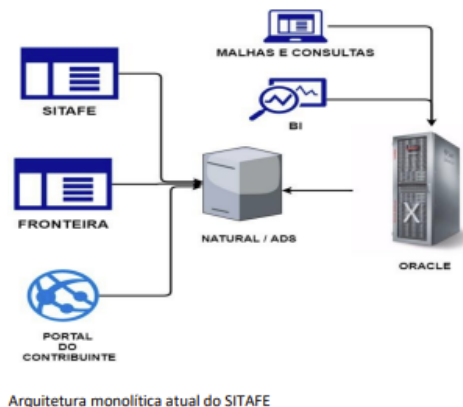 MALHAS E CONSULTAS
SITAFE
BI
FRONTEIRA
NATURAL / ADS
X
ORACLE
PORTAL
DO
CONTRIBUINTE
Arquitetura monolítica atual do SITAFE